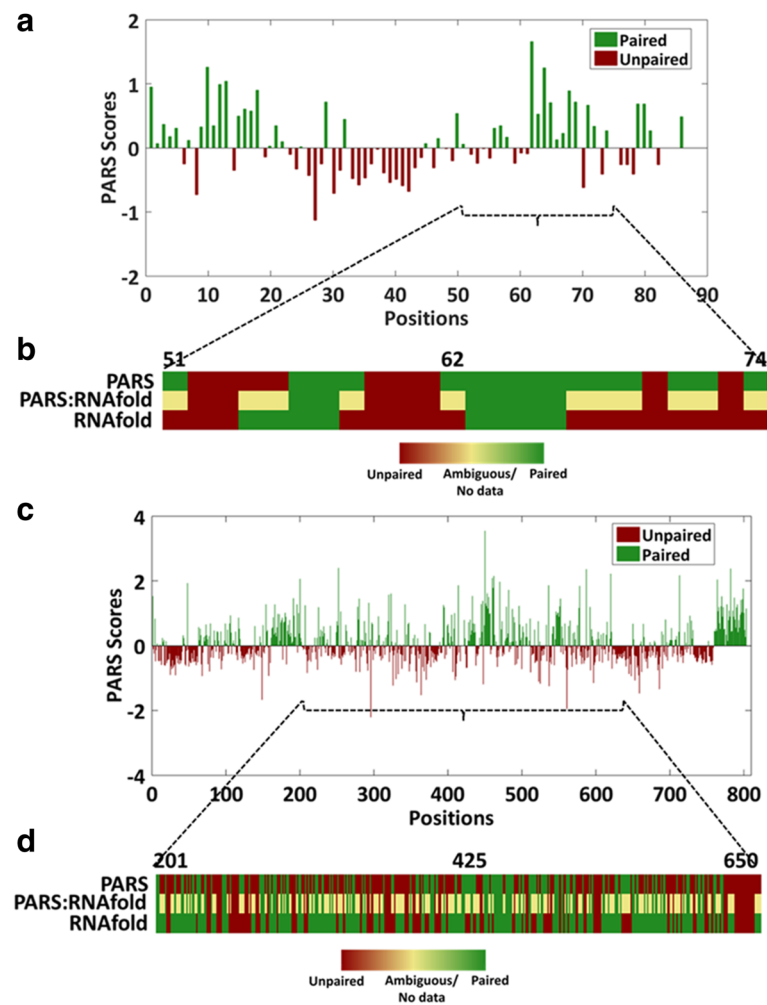 a
2
1
0
-1
-2
PARS Scores
Paired
Unpaired
0 10 20 30 40 50 60 70 80 90
Positions
b
51 62 74
PARS
PARS:RNAfold
RNAfold
Unpaired Ambiguous/ Paired
No data
c
4
2
0
-2
-4
PARS Scores
Unpaired
Paired
0 100 200 300 400 500 600 700 800
Positions
d
201 425 650
PARS
PARS:RNAfold
RNAfold
Unpaired Ambiguous/ Paired
No data